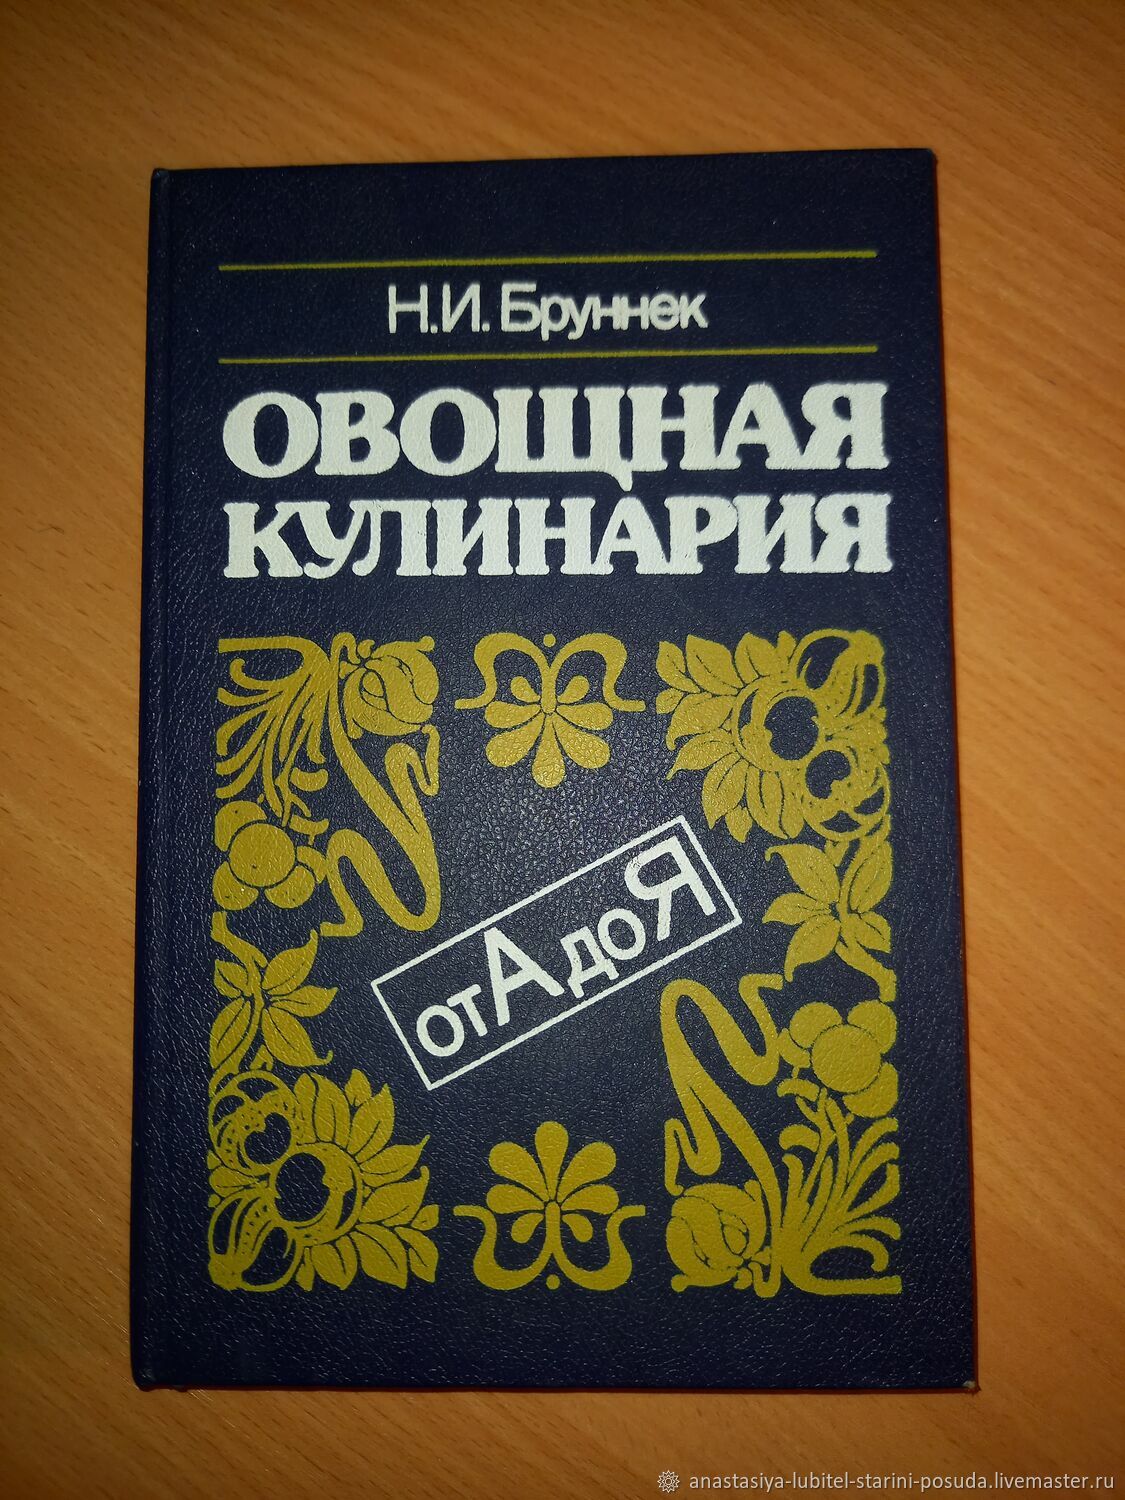 Н.И. Бруннек
ОВОЩНАЯ
КУЛИНАРИЯ
от А до Я
anastasiya-lubitel-starini-posuda.livemaster.ru